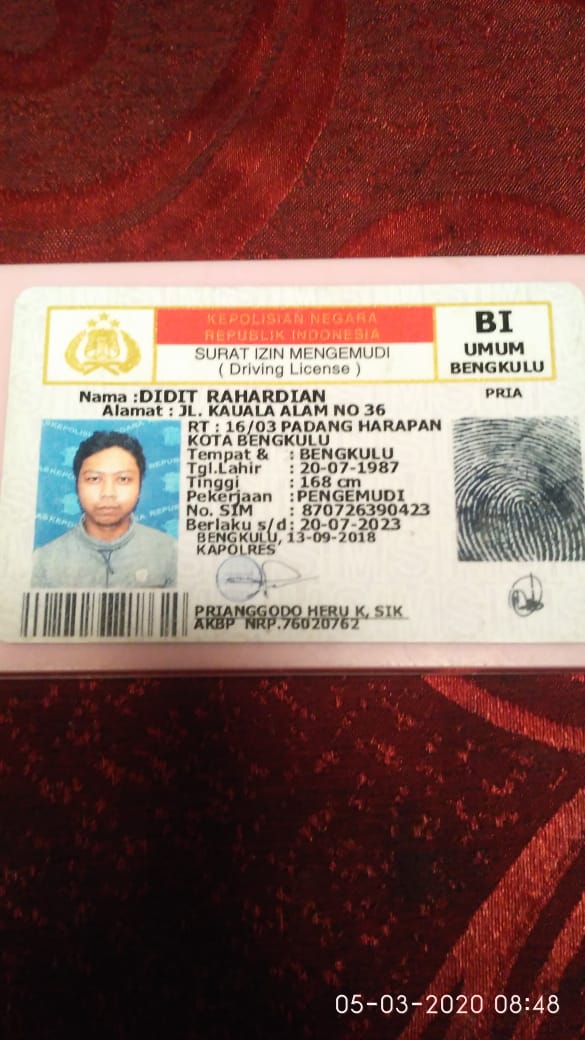 KEPOLISIAN NEGARA
REPUBLIK INDONESIA
SURAT IZIN MENGEMUDI
( Driving License )
BI
UMUM
BENGKULU
PRIA
Nama :DIDIT RAHARDIAN
Alamat : JL. KAUALA ALAM NO 36
RT : 16/03 PADANG HARAPAN
KOTA BENGKULU
Tempat & : BENGKULU
Tgl.Lahir : 20-07-1987
Tinggi : 168 cm
Pekerjaan :PENGEMUDI
No. SIM : 870726390423
Berlaku s/d: 20-07-2023
BENGKULU, 13-09-2018
KAPOLRES
PRIANGGODO HERU K, SIK
AKBP NRP.76020762
05-03-2020 08:48